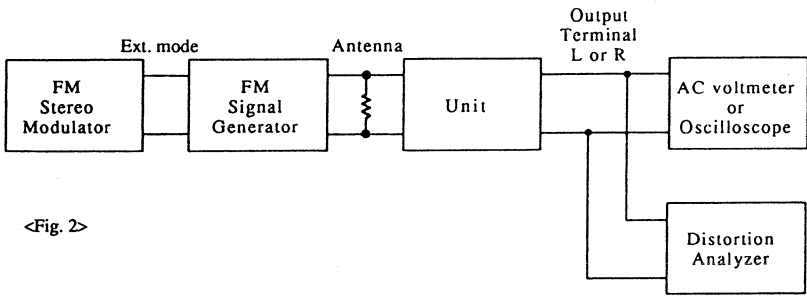 Output
Terminal
L or R
Ext. mode
Antenna
FM
Stereo
Modulator
FM
Signal
Generator
Unit
AC voltmeter
or
Oscilloscope
<Fig. 2>
Distortion
Analyzer